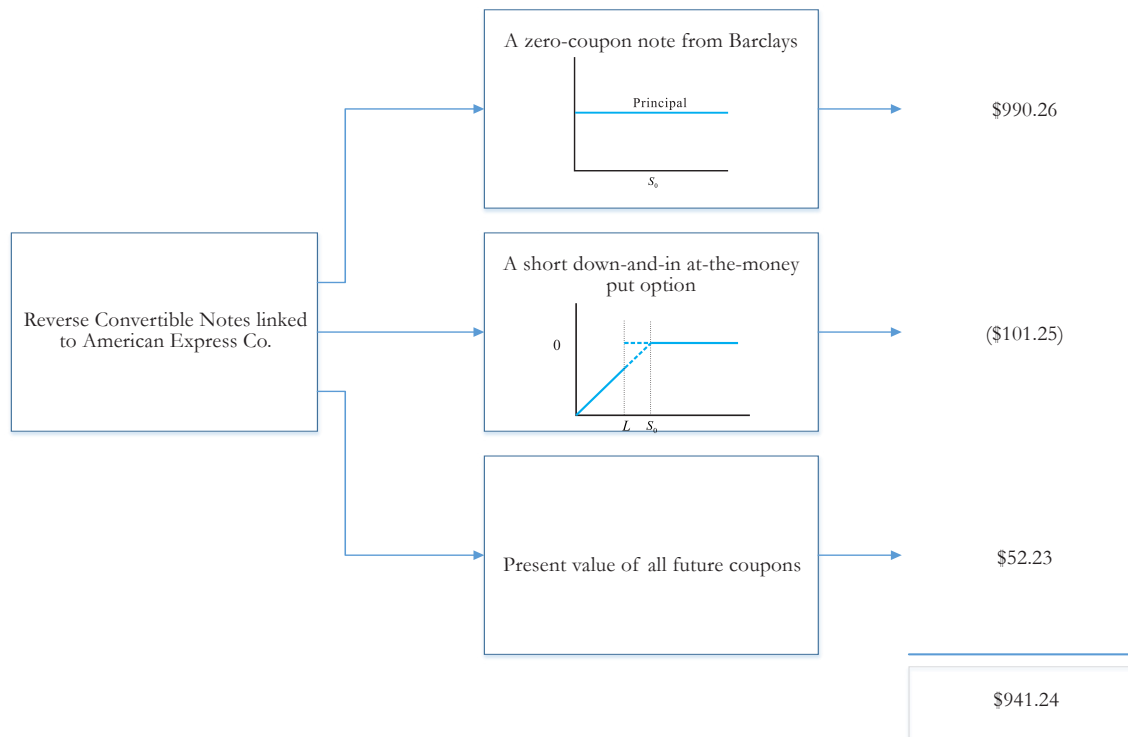 A zero-coupon note from Barclays
Principal
S₀
$990.26
Reverse Convertible Notes linked
to American Express Co.
A short down-and-in at-the-money
put option
0
L S₀
($101.25)
Present value of all future coupons
$52.23
$941.24